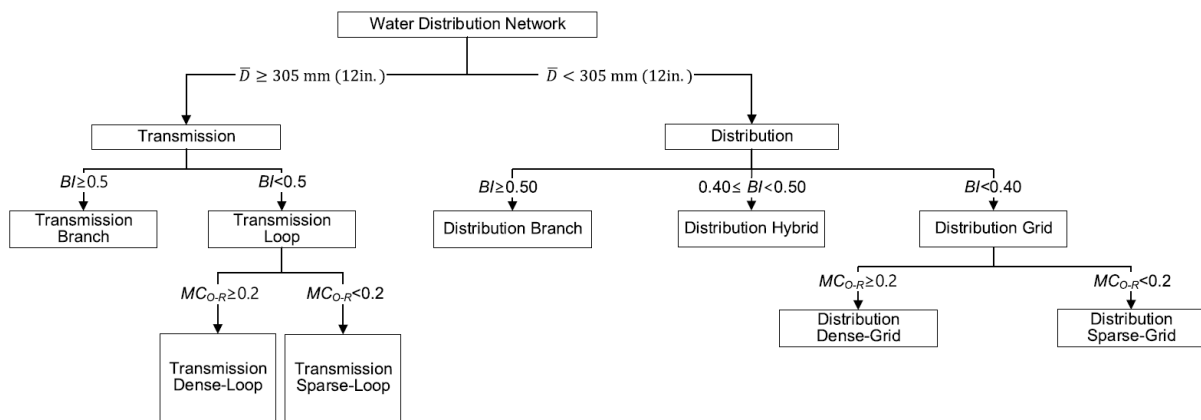 Water Distribution Network
D̅ ≥ 305 mm (12in.)
D̅ < 305 mm (12in.)
Transmission
Distribution
BI≥0.5
BI<0.5
BI≥0.50
0.40≤ BI<0.50
BI<0.40
Transmission
Branch
Transmission
Loop
Distribution Branch
Distribution Hybrid
Distribution Grid
MCO-R≥0.2
MCO-R<0.2
MCO-R≥0.2
MCO-R<0.2
Transmission
Dense-Loop
Transmission
Sparse-Loop
Distribution
Dense-Grid
Distribution
Sparse-Grid